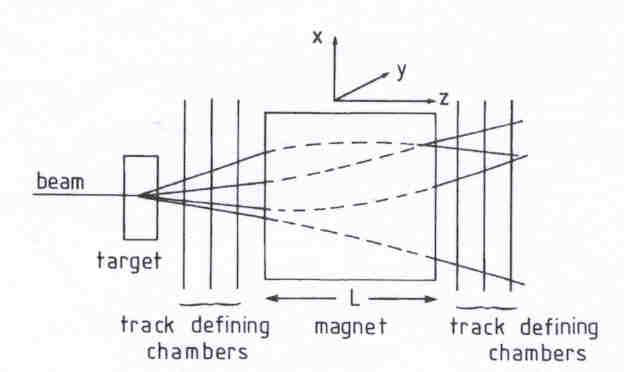 x
y
z
beam
target
L
track defining
chambers
magnet
track defining
chambers